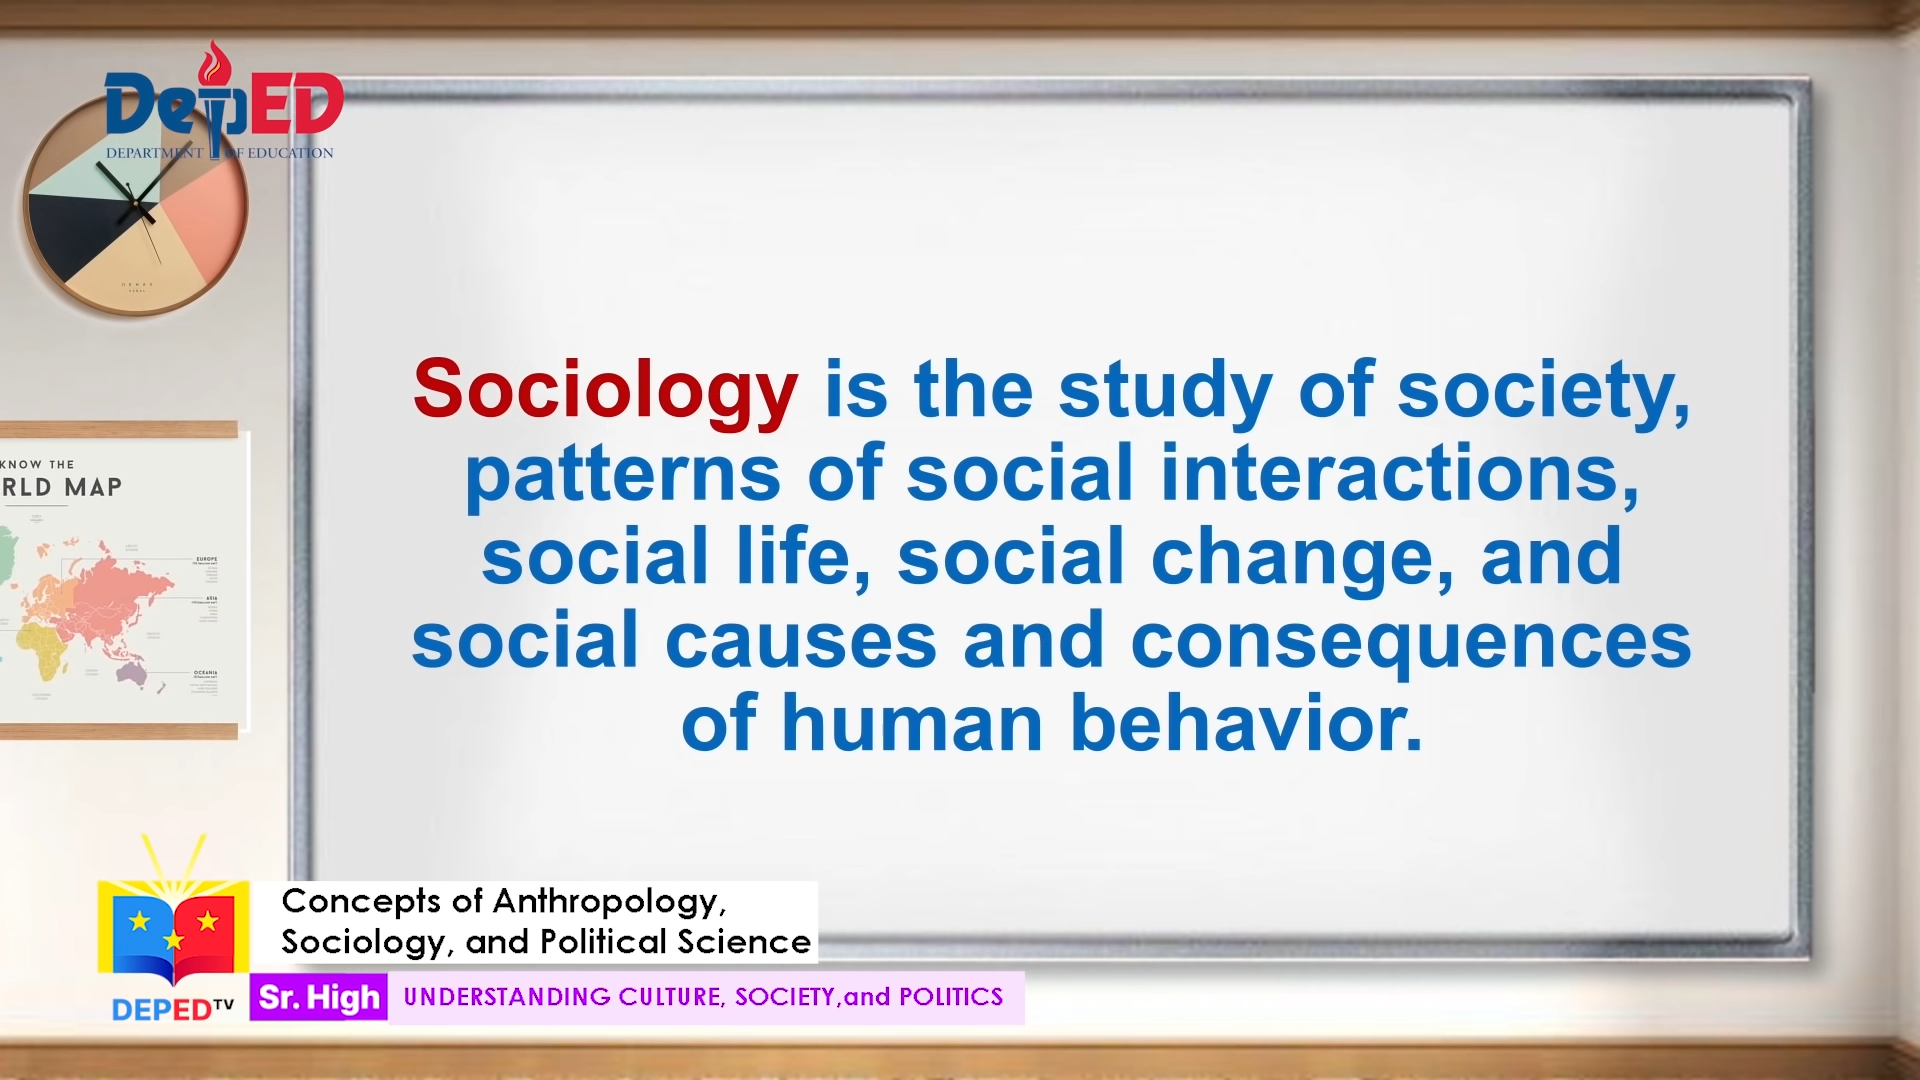 DepED
DEPARTMENT OF EDUCATION
Sociology is the study of society,
patterns of social interactions,
social life, social change, and
social causes and consequences
of human behavior.
KNOW THE
RLD MAP
EUROPE
ASIA
OCEANIA
Concepts of Anthropology,
Sociology, and Political Science
DEPED TV
Sr. High
UNDERSTANDING CULTURE, SOCIETY,and POLITICS